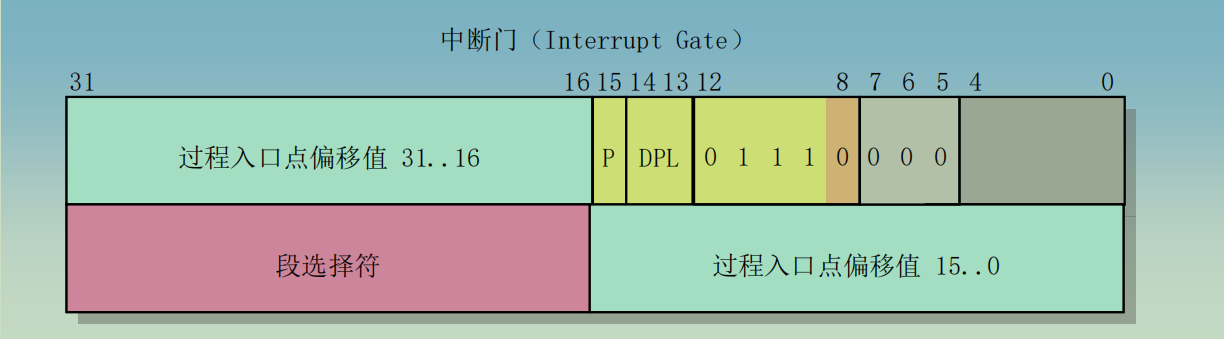 中断门（Interrupt Gate）
31 16 15 14 13 12 8 7 6 5 4 0
过程入口点偏移值 31..16 P DPL 0 1 1 1 0 0 0 0
段选择符 过程入口点偏移值 15..0